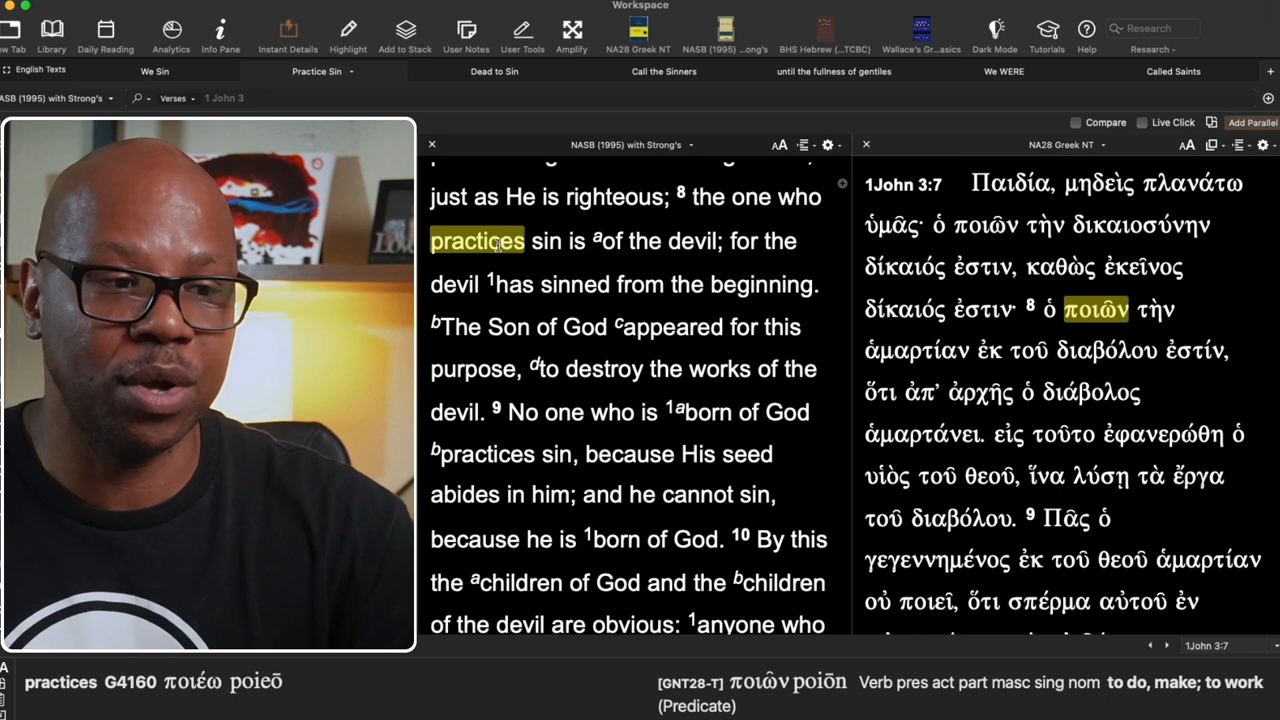 Workspace
ew Tab
Library
Daily Reading
Analytics
Info Pane
Instant Details
Highlight
Add to Stack
User Notes
User Tools
Amplify
NA28 Greek NT
NASB (1995) ...ong's
BHS Hebrew (...TCBC)
Wallace's Gr...asics
Dark Mode
Tutorials
Help
Research
Research
English Texts
We Sin
Practice Sin
Dead to Sin
Call the Sinners
until the fullness of gentiles
We WERE
Called Saints
ASB (1995) with Strong's
Verses
1 John 3
Compare
Live Click
Add Parallel
NASB (1995) with Strong's
AA
NA28 Greek NT
AA
just as He is righteous; 8 the one who
practices sin is aof the devil; for the
devil 1has sinned from the beginning.
bThe Son of God cappeared for this
purpose, dto destroy the works of the
devil. 9 No one who is 1aborn of God
bpractices sin, because His seed
abides in him; and he cannot sin,
because he is 1born of God. 10 By this
the achildren of God and the bchildren
of the devil are obvious: 1anyone who
1John 3:7 Παιδία, μηδεὶς πλανάτω
ὑμᾶς· ὁ ποιῶν τὴν δικαιοσύνην
δίκαιός ἐστιν, καθὼς ἐκεῖνος
δίκαιός ἐστιν· 8 ὁ ποιῶν τὴν
ἁμαρτίαν ἐκ τοῦ διαβόλου ἐστίν,
ὅτι ἀπ’ ἀρχῆς ὁ διάβολος
ἁμαρτάνει. εἰς τοῦτο ἐφανερώθη ὁ
υἱὸς τοῦ θεοῦ, ἵνα λύσῃ τὰ ἔργα
τοῦ διαβόλου. 9 Πᾶς ὁ
γεγεννημένος ἐκ τοῦ θεοῦ ἁμαρτίαν
οὐ ποιεῖ, ὅτι σπέρμα αὐτοῦ ἐν
1John 3:7
practices G4160 ποιέω poieō
[GNT28-T] ποιῶν poiōn Verb pres act part masc sing nom to do, make; to work
(Predicate)